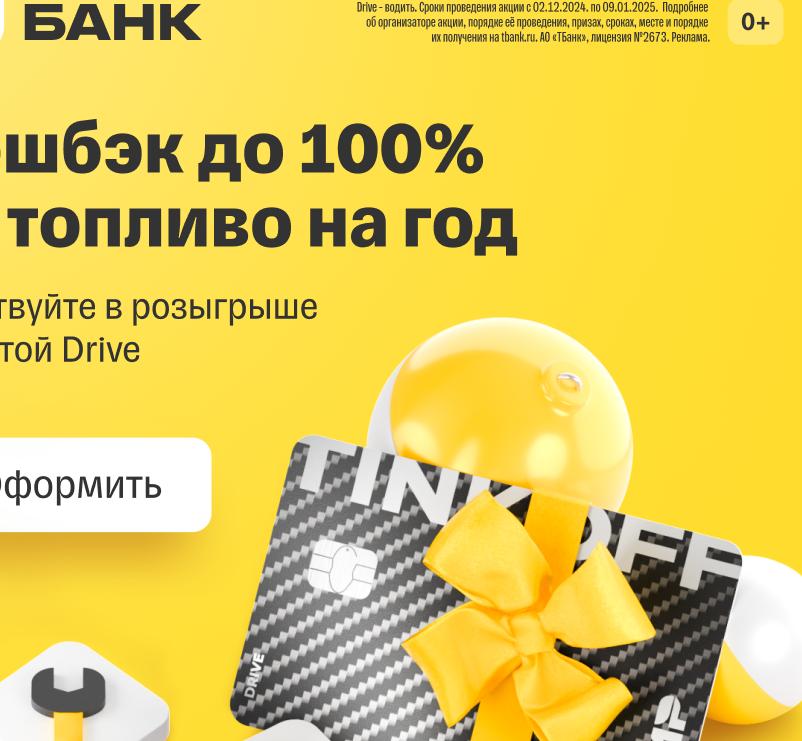 БАНК
Drive - водить. Сроки проведения акции с 02.12.2024. по 09.01.2025. Подробнее
об организаторе акции, порядке её проведения, призах, сроках, месте и порядке
их получения на tbank.ru. АО «ТБанк», лицензия №2673. Реклама.
0+
эшбэк до 100%
топливо на год
твуйте в розыгрыше
той Drive
Оформить
TINKOFF
DRIVE